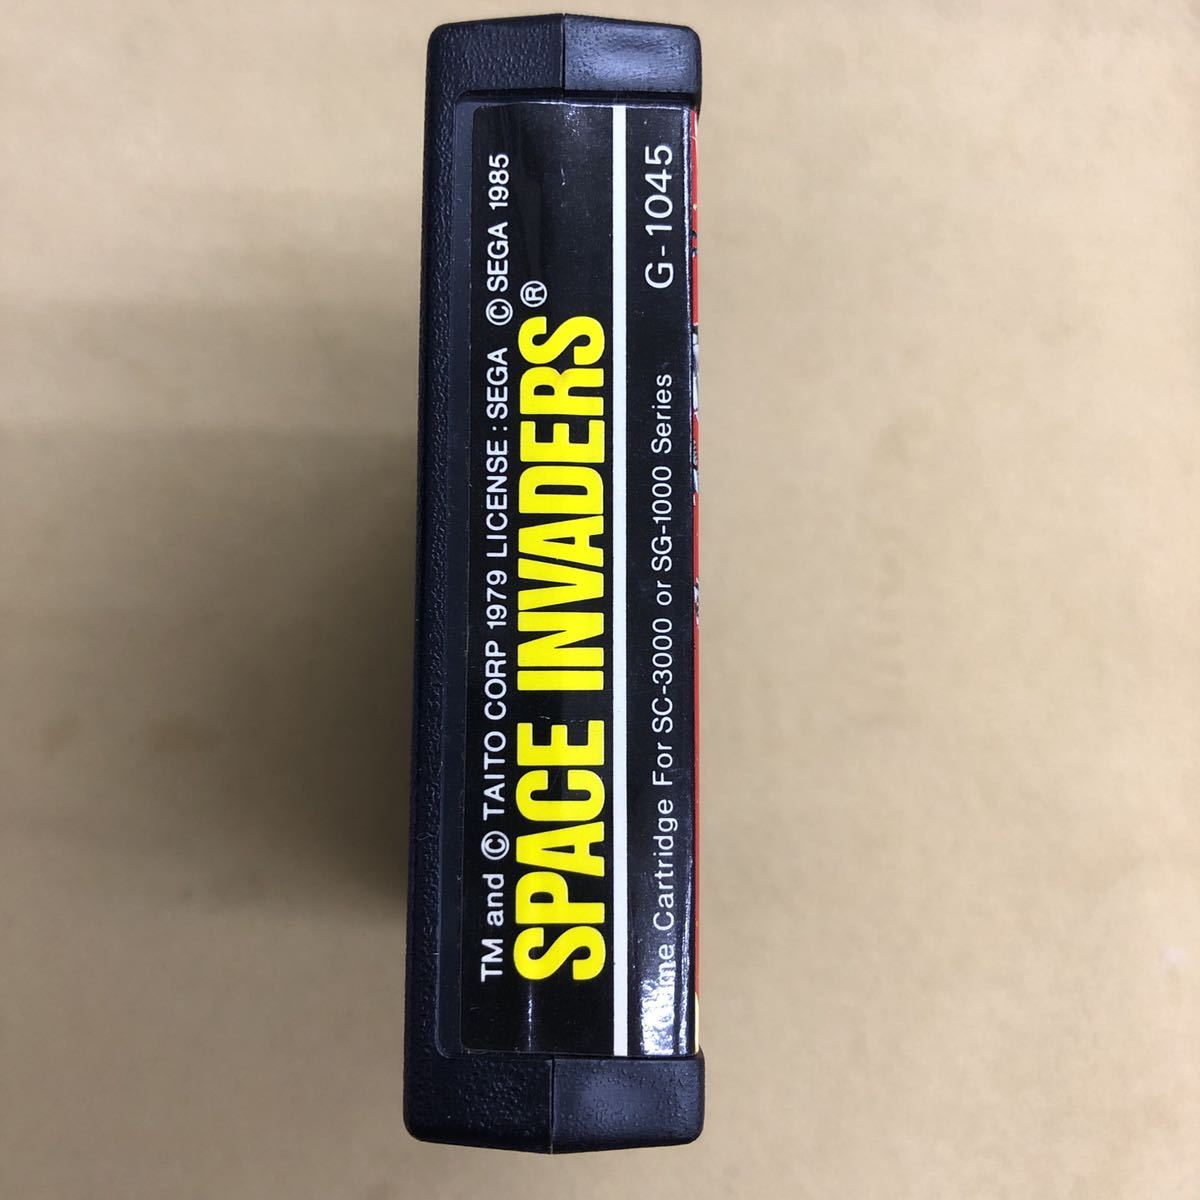 TM and © TAITO CORP 1979 LICENSE : SEGA © SEGA 1985
SPACE INVADERS®
Cartridge For SC-3000 or SG-1000 Series G-1045